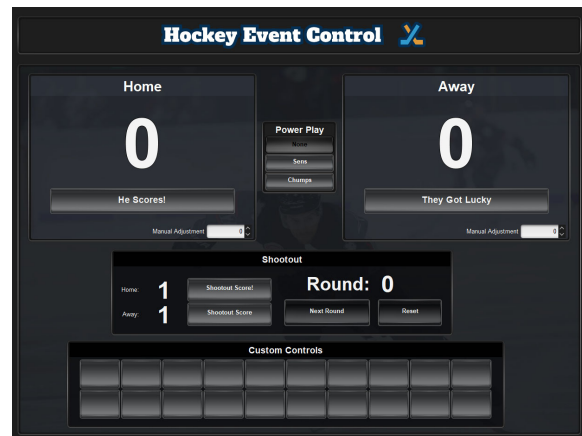 Hockey Event Control
Home
0
He Scores!
Manual Adjustment 0
Power Play
None
Sens
Chumps
Away
0
They Got Lucky
Manual Adjustment 0
Shootout
Home: 1 Shootout Score!
Away: 1 Shootout Score
Round: 0
Next Round Reset
Custom Controls